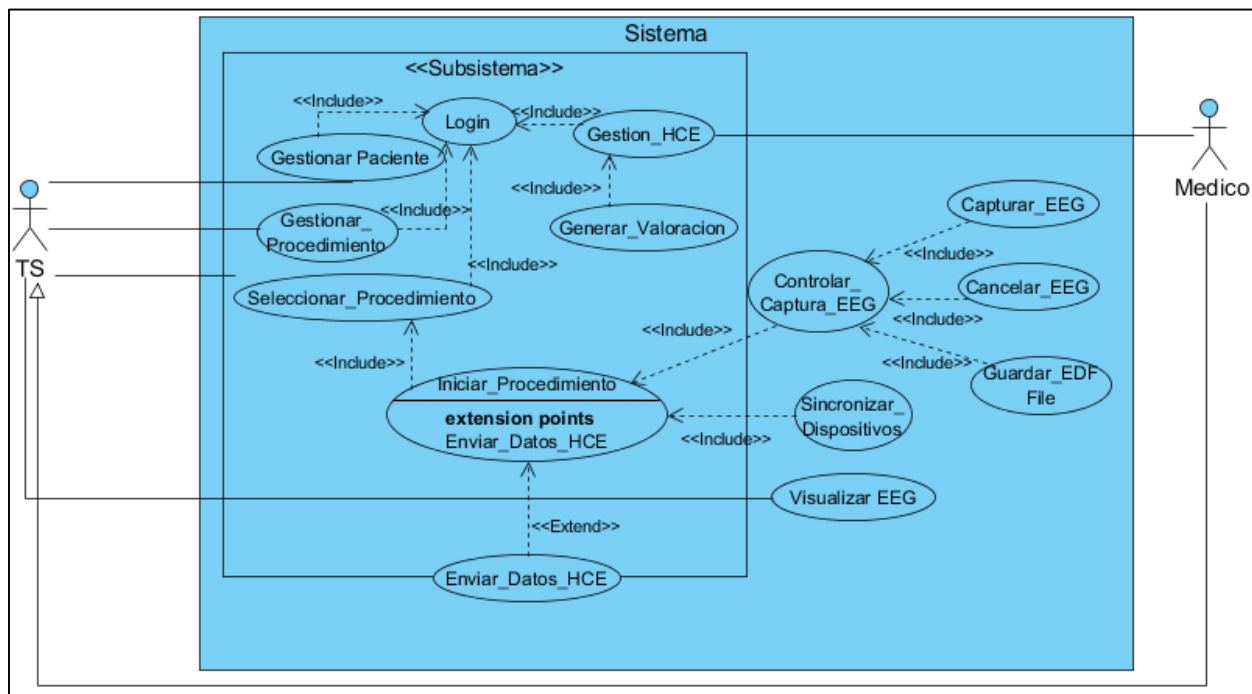 Sistema
<<Subsistema>>
<<Include>>
Login
<<Include>>
Gestion_HCE
Gestionar Paciente
Medico
<<Include>>
Capturar_EEG
Gestionar_
Procedimiento
<<Include>>
Generar_Valoracion
TS
<<Include>>
<<Include>>
Seleccionar_Procedimiento
Controlar_
Captura_EEG
Cancelar_EEG
<<Include>>
<<Include>>
<<Include>>
<<Include>>
Guardar_EDF
File
Iniciar_Procedimiento
extension points
Enviar_Datos_HCE
Sincronizar_
Dispositivos
<<Include>>
Visualizar EEG
<<Extend>>
Enviar_Datos_HCE